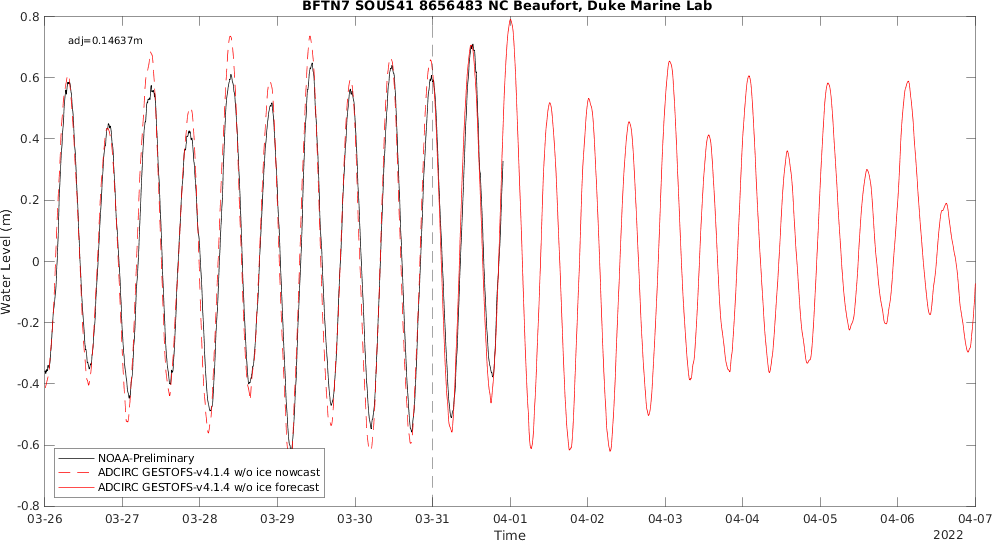 BFTN7 SOUS41 8656483 NC Beaufort, Duke Marine Lab
adj=0.14637m
0.8
0.6
0.4
0.2
0
-0.2
-0.4
-0.6
-0.8
Water Level (m)
NOAA-Preliminary
ADCIRC GESTOFS-v4.1.4 w/o ice nowcast
ADCIRC GESTOFS-v4.1.4 w/o ice forecast
03-26 03-27 03-28 03-29 03-30 03-31 04-01 04-02 04-03 04-04 04-05 04-06 04-07
Time
2022